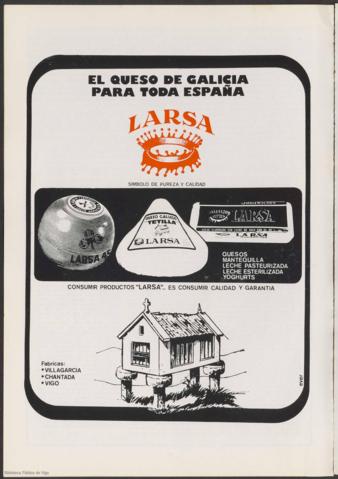 EL QUESO DE GALICIA
PARA TODA ESPAÑA
LARSA
SIMBOLO DE PUREZA Y CALIDAD
LARSA
QUESO GALLEGO
TETILLA
LARSA
LARSA
LARSA
QUESOS
MANTEQUILLA
LECHE PASTEURIZADA
LECHE ESTERILIZADA
YOGHURTS
CONSUMIR PRODUCTOS "LARSA", ES CONSUMIR CALIDAD Y GARANTIA
Fabricas:
• VILLAGARCIA
• CHANTADA
• VIGO
Biblioteca Pública de Vigo